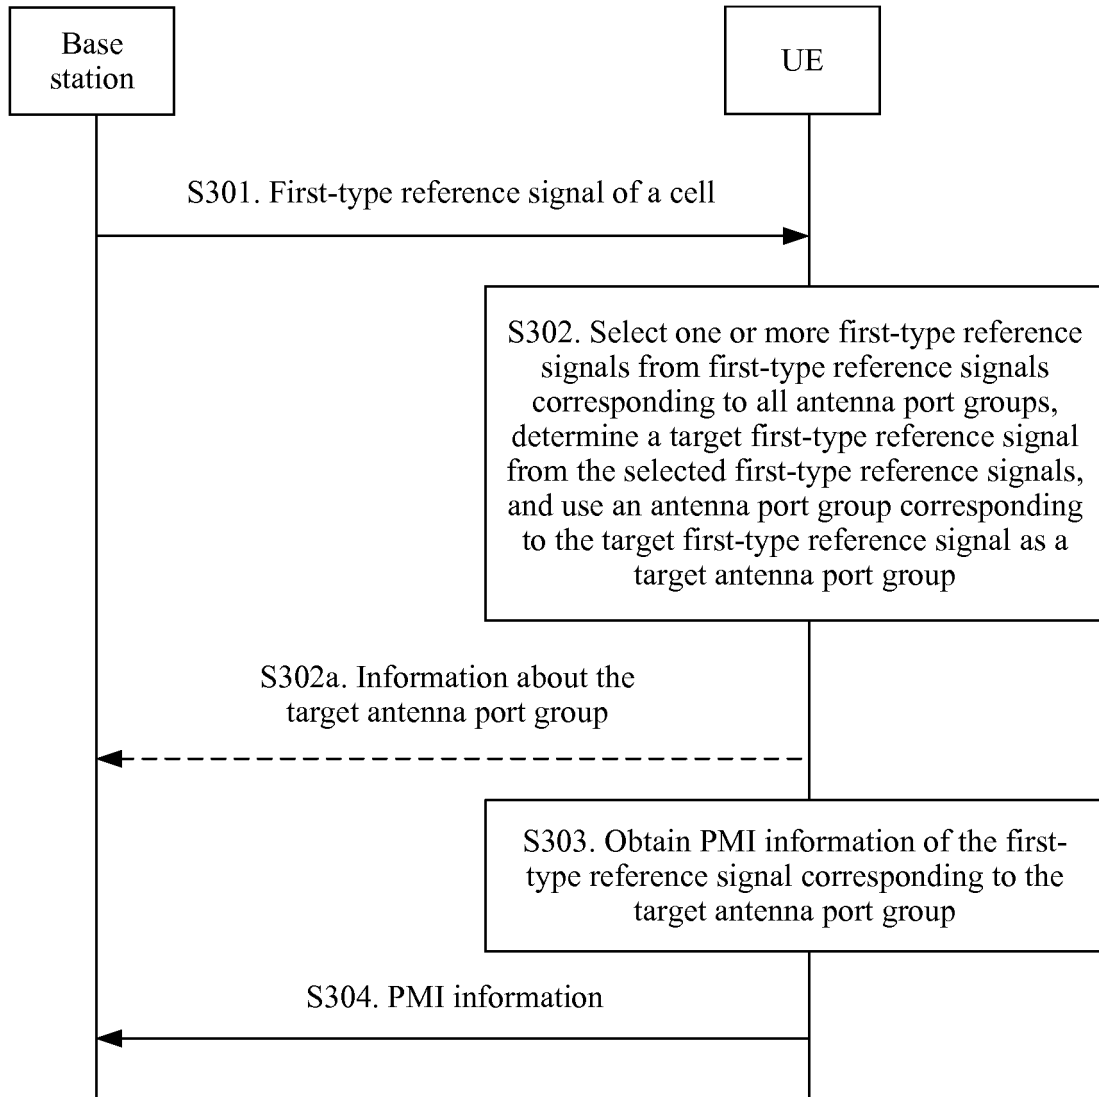 Base
station
UE
S301. First-type reference signal of a cell
S302. Select one or more first-type reference
signals from first-type reference signals
corresponding to all antenna port groups,
determine a target first-type reference signal
from the selected first-type reference signals,
and use an antenna port group corresponding
to the target first-type reference signal as a
target antenna port group
S302a. Information about the
target antenna port group
S303. Obtain PMI information of the first-
type reference signal corresponding to the
target antenna port group
S304. PMI information